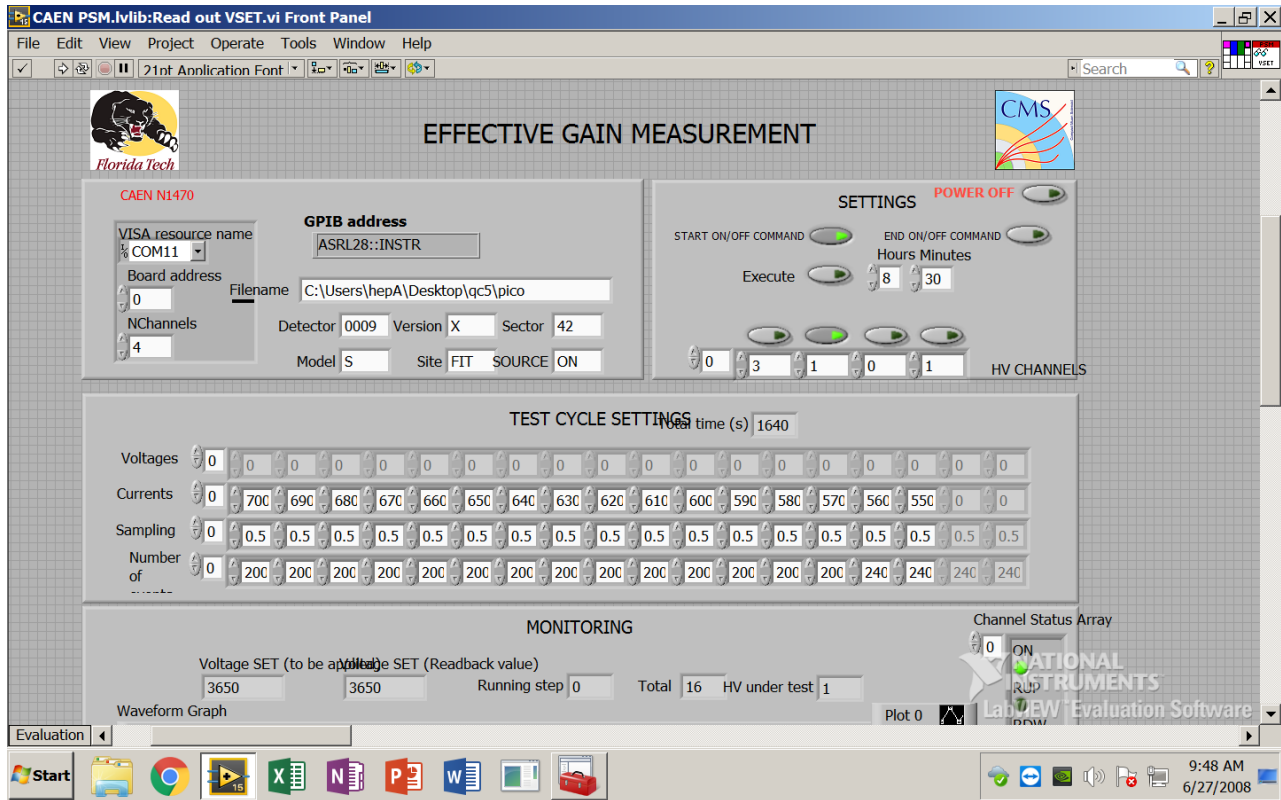 CAEN PSM.lvlib:Read out VSET.vi Front Panel
File Edit View Project Operate Tools Window Help
21pt Application Font
Search
PSM
VSET
Florida Tech
EFFECTIVE GAIN MEASUREMENT
CMS
CAEN N1470
VISA resource name
COM11
Board address
0
NChannels
4
GPIB address
ASRL28::INSTR
Filename C:\Users\hepA\Desktop\qc5\pico
Detector 0009 Version X Sector 42
Model S Site FIT SOURCE ON
SETTINGS POWER OFF
START ON/OFF COMMAND END ON/OFF COMMAND
Hours Minutes
Execute 8 30
0 3 1 0 1 HV CHANNELS
TEST CYCLE SETTINGS
Total time (s) 1640
Voltages 0 0 0 0 0 0 0 0 0 0 0 0 0 0 0 0 0 0 0
Currents 0 700 690 680 670 660 650 640 630 620 610 600 590 580 570 560 550 0 0
Sampling 0 0.5 0.5 0.5 0.5 0.5 0.5 0.5 0.5 0.5 0.5 0.5 0.5 0.5 0.5 0.5 0.5 0.5 0.5
Number of events 0 200 200 200 200 200 200 200 200 200 200 200 200 200 200 240 240 240 240
MONITORING
Channel Status Array
0 ON
RUP
RDW
Voltage SET (to be applied) Voltage SET (Readback value)
3650 3650 Running step 0 Total 16 HV under test 1
Waveform Graph
Plot 0
NATIONAL INSTRUMENTS
LabVIEW Evaluation Software
Evaluation
Start
15
9:48 AM
6/27/2008